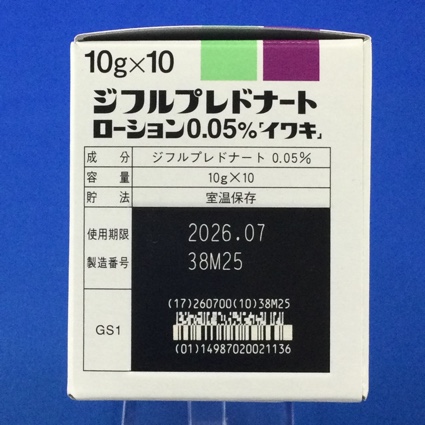 10g×10
ジフルプレドナート
ローション0.05%「イワキ」
成分 ジフルプレドナート 0.05%
容量 10g×10
貯法 室温保存
使用期限 2026.07
製造番号 38M25
(17)260700(10)38M25
GS1
(01)14987020021136